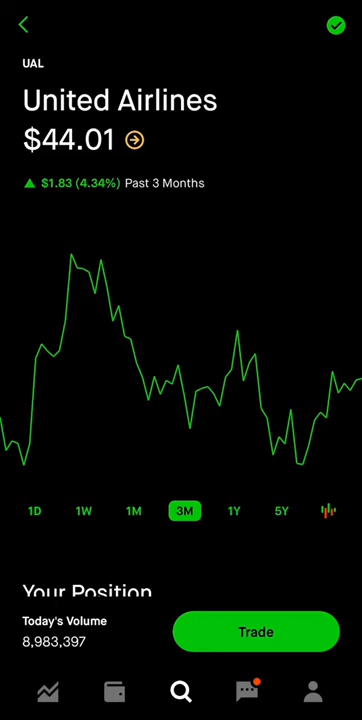 UAL
United Airlines
$44.01
$1.83 (4.34%) Past 3 Months
1D 1W 1M 3M 1Y 5Y
Your Position
Today's Volume
8,983,397
Trade